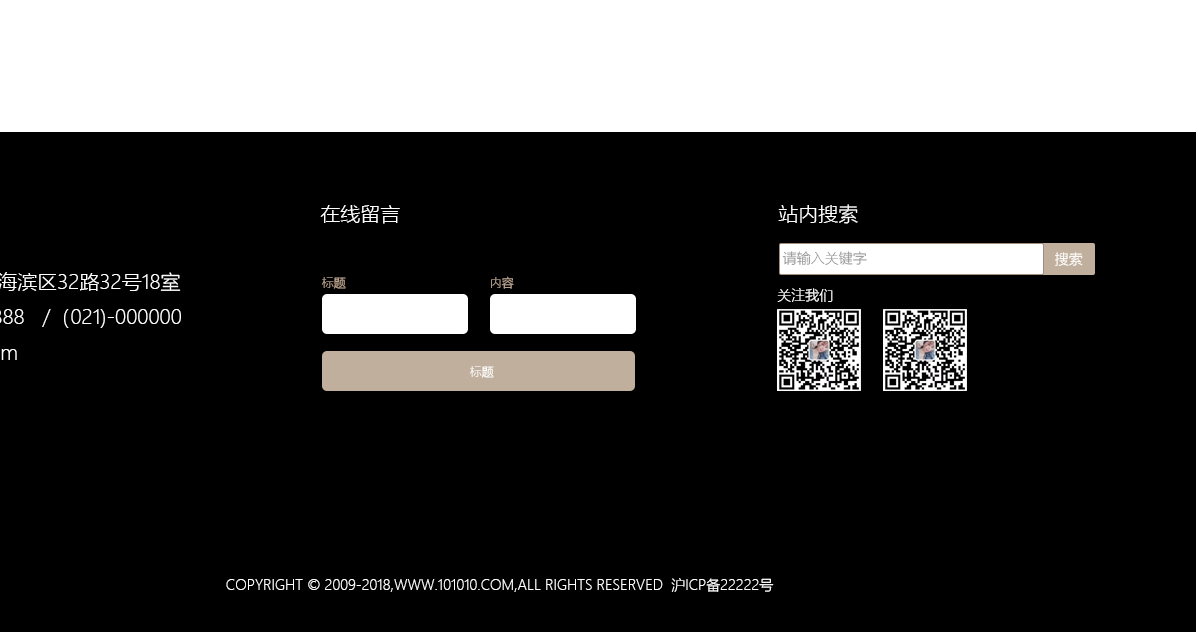 在线留言
站内搜索
请输入关键字 搜索
海滨区32路32号18室
标题 内容
关注我们
888 / (021)-000000
m
标题
COPYRIGHT © 2009-2018,WWW.101010.COM,ALL RIGHTS RESERVED 沪ICP备22222号